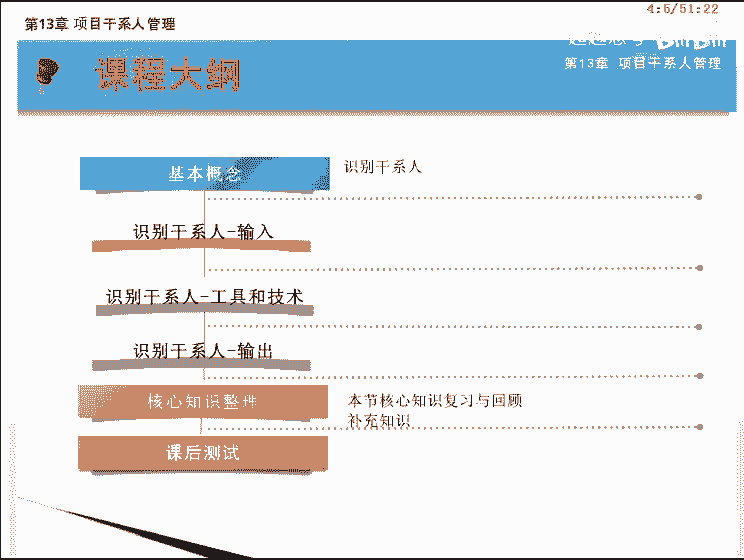 4:5/51:22
第13章 项目干系人管理
课程大纲
第13章 项目干系人管理
基本概念
识别干系人
识别干系人-输入
识别干系人-工具和技术
识别干系人-输出
核心知识整理
本节核心知识复习与回顾
补充知识
课后测试